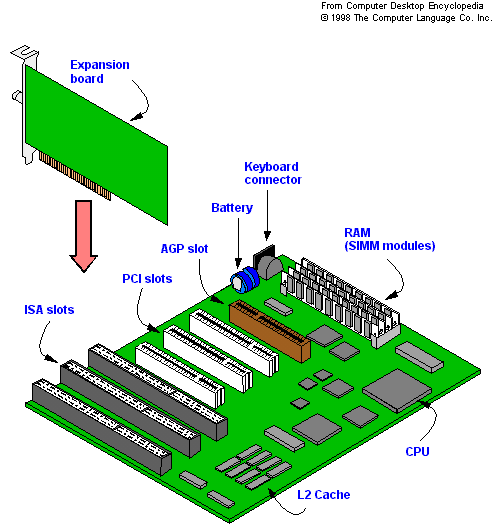 From Computer Desktop Encyclopedia
© 1998 The Computer Language Co. Inc.
Expansion
board
Keyboard
connector
Battery
RAM
(SIMM modules)
AGP slot
PCI slots
ISA slots
CPU
L2 Cache